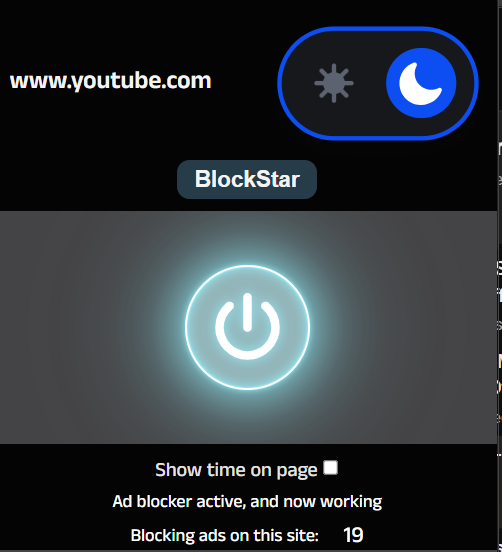 www.youtube.com
BlockStar
Show time on page
Ad blocker active, and now working
Blocking ads on this site: 19